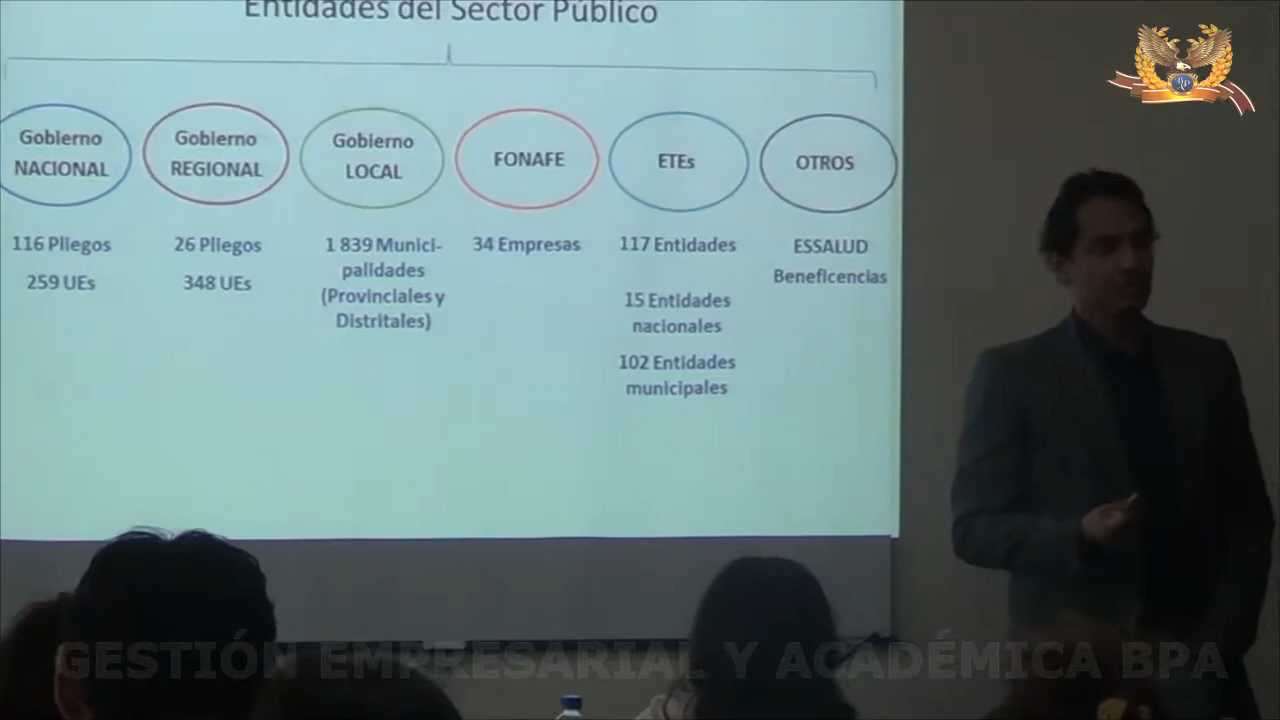 Entidades del Sector Público
Gobierno
NACIONAL
Gobierno
REGIONAL
Gobierno
LOCAL
FONAFE
ETEs
OTROS
116 Pliegos
259 UEs
26 Pliegos
348 UEs
1 839 Munici-
palidades
(Provinciales y
Distritales)
34 Empresas
117 Entidades
15 Entidades
nacionales
102 Entidades
municipales
ESSALUD
Beneficencias
GESTIÓN EMPRESARIAL Y ACADÉMICA BPA